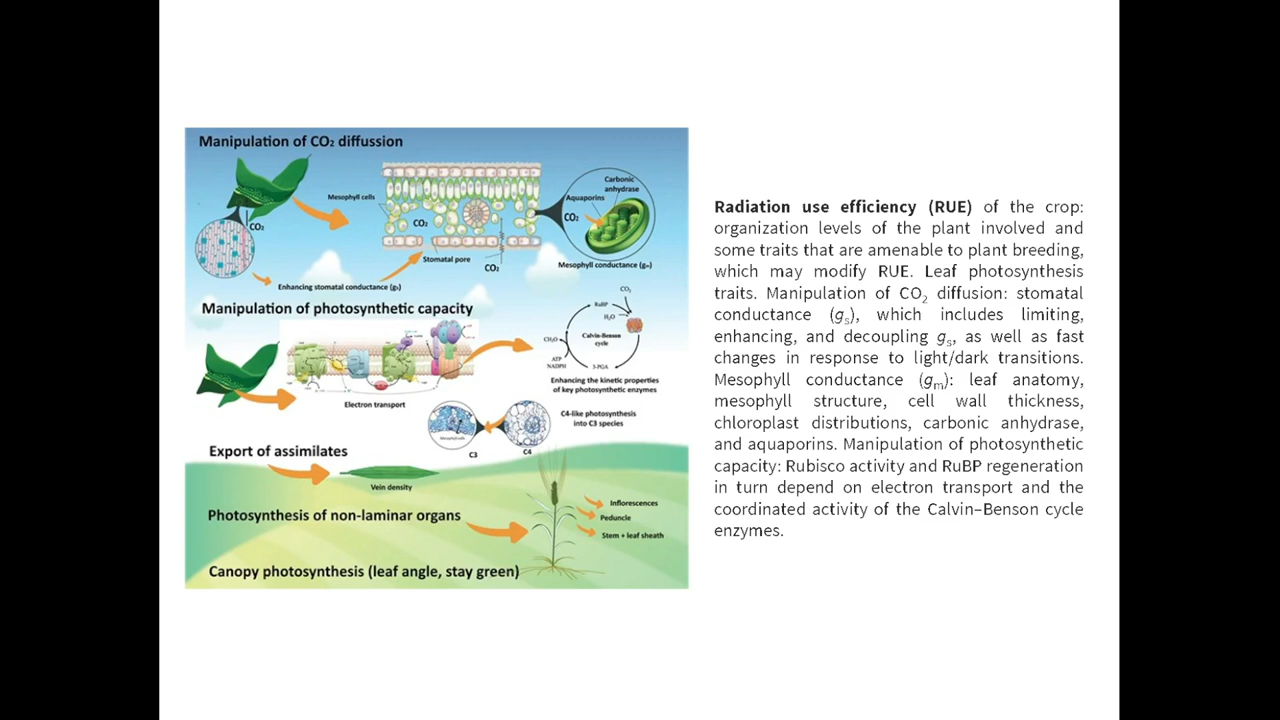 Manipulation of CO₂ diffussion
Carbonic
anhydrase
Mesophyll cells
Aquaporins
CO₂
CO₂
CO₂
Stomatal pore
CO₂
Mesophyll conductance (gₘ)
Enhancing stomatal conductance (gₛ)
Manipulation of photosynthetic capacity
CO₂
RuBP
H₂O
Calvin-Benson
cycle
CH₂O
ATP
NADPH
3-PGA
Enhancing the kinetic properties
of key photosynthetic enzymes
Electron transport
C4-like photosynthesis
into C3 species
Mesophyll cells
C3
C4
Export of assimilates
Vein density
Inflorescences
Photosynthesis of non-laminar organs
Peduncle
Stem + leaf sheath
Canopy photosynthesis (leaf angle, stay green)
Radiation use efficiency (RUE) of the crop:
organization levels of the plant involved and
some traits that are amenable to plant breeding,
which may modify RUE. Leaf photosynthesis
traits. Manipulation of CO₂ diffusion: stomatal
conductance (gₛ), which includes limiting,
enhancing, and decoupling gₛ, as well as fast
changes in response to light/dark transitions.
Mesophyll conductance (gₘ): leaf anatomy,
mesophyll structure, cell wall thickness,
chloroplast distributions, carbonic anhydrase,
and aquaporins. Manipulation of photosynthetic
capacity: Rubisco activity and RuBP regeneration
in turn depend on electron transport and the
coordinated activity of the Calvin–Benson cycle
enzymes.